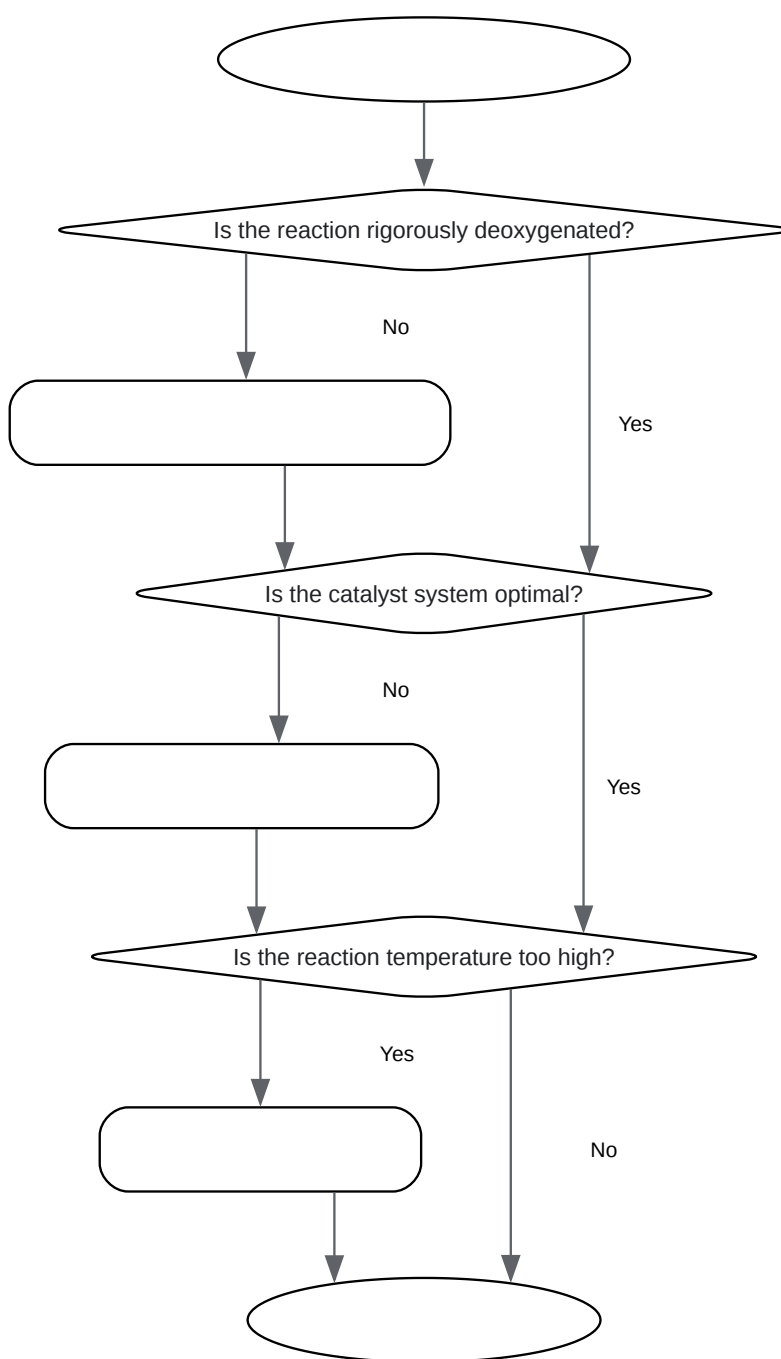 Is the reaction rigorously deoxygenated?
No
Yes
Is the catalyst system optimal?
No
Yes
Is the reaction temperature too high?
Yes
No